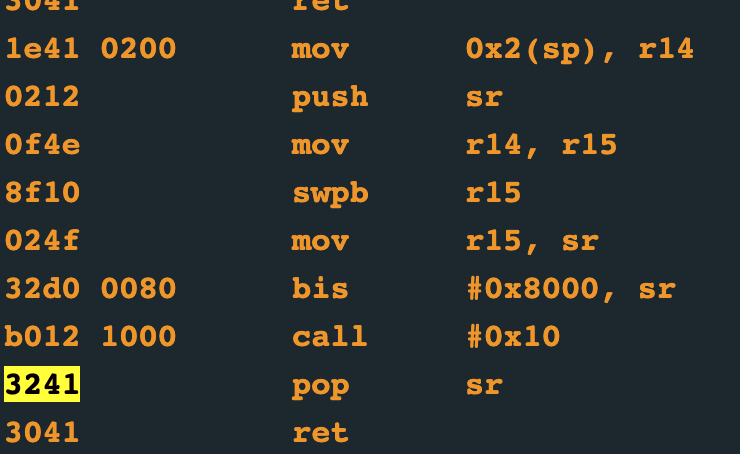 3041 ret
1e41 0200 mov 0x2(sp), r14
0212 push sr
0f4e mov r14, r15
8f10 swpb r15
024f mov r15, sr
32d0 0080 bis #0x8000, sr
b012 1000 call #0x10
3241 pop sr
3041 ret